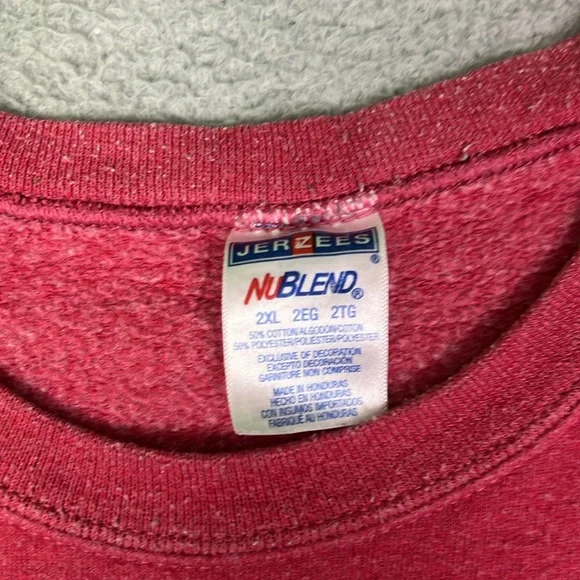 JERZEES
®
NUBLEND®
2XL 2EG 2TG
50% COTTON/ALGODON/COTON
50% POLYESTER/POLIESTER/POLYESTER
EXCLUSIVE OF DECORATION
EXCEPTO DECORACION
GARNITURE NON COMPRISE
MADE IN HONDURAS
HECHO EN HONDURAS
CON INSUMOS IMPORTADOS
FABRIQUÉ AU HONDURAS